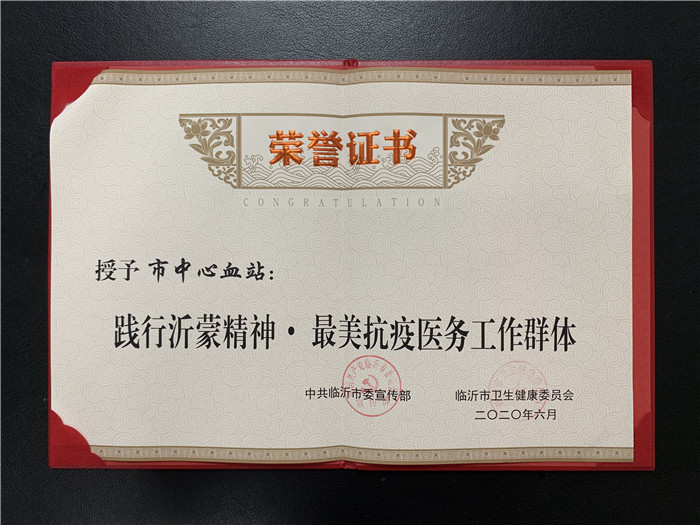 荣誉证书
CONGRATULATION
授予 市中心血站：
践行沂蒙精神·最美抗疫医务工作群体
中共临沂市委宣传部 临沂市卫生健康委员会
二〇二〇年六月